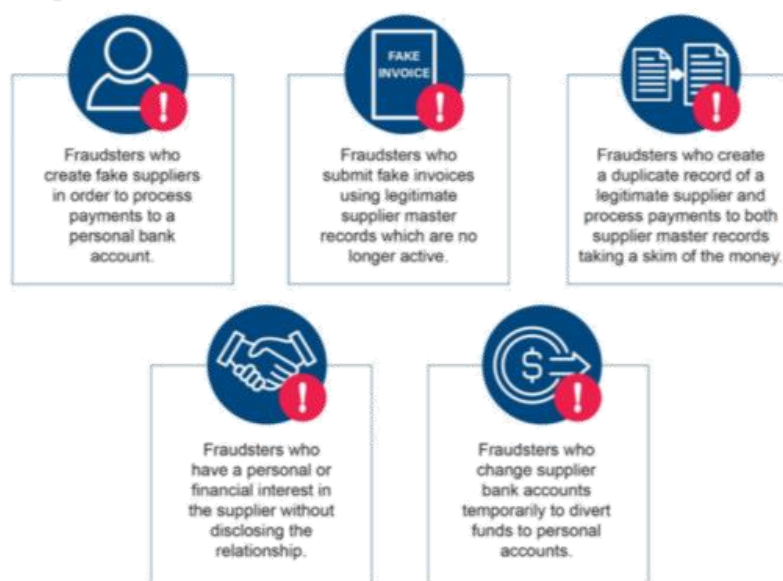 FAKE
INVOICE
Fraudsters who
create fake suppliers
in order to process
payments to a
personal bank
account.
Fraudsters who
submit fake invoices
using legitimate
supplier master
records which are no
longer active.
Fraudsters who create
a duplicate record of a
legitimate supplier and
process payments to both
supplier master records
taking a skim of the money.
Fraudsters who
have a personal or
financial interest in
the supplier without
disclosing the
relationship.
Fraudsters who
change supplier
bank accounts
temporarily to divert
funds to personal
accounts.